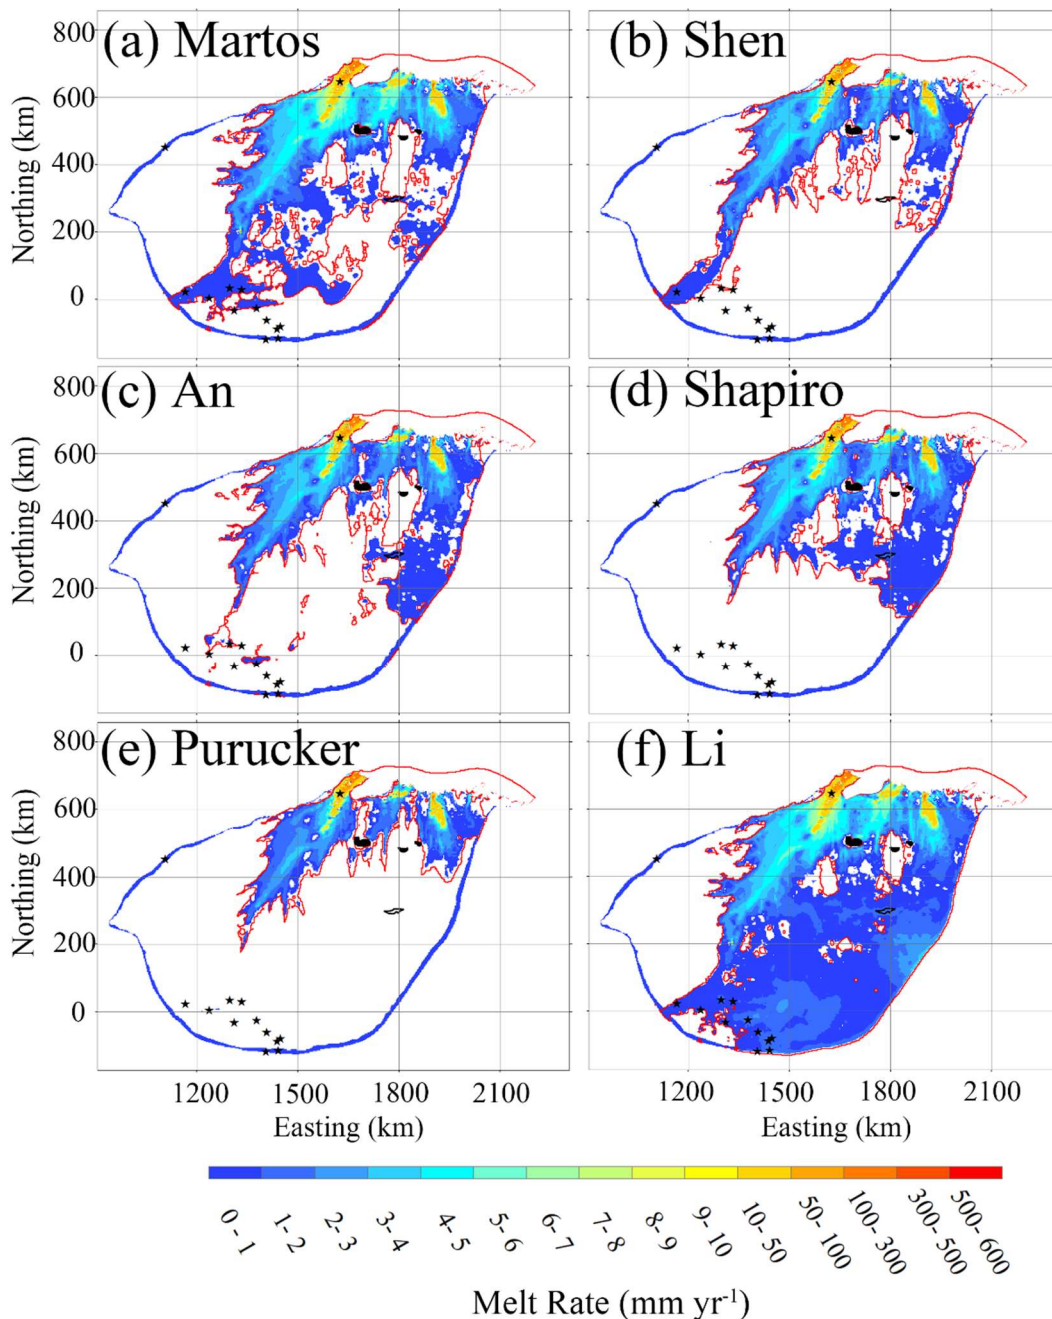 (a) Martos
(b) Shen
800
600
400
200
0
Northing (km)
(c) An
(d) Shapiro
800
600
400
200
0
Northing (km)
(e) Purucker
(f) Li
800
600
400
200
0
Northing (km)
1200 1500 1800 2100
1200 1500 1800 2100
Easting (km)
Easting (km)
0-1 1-2 2-3 3-4 4-5 5-6 6-7 7-8 8-9 9-10 10-50 50-100 100-300 300-500 500-600
Melt Rate (mm yr⁻¹)